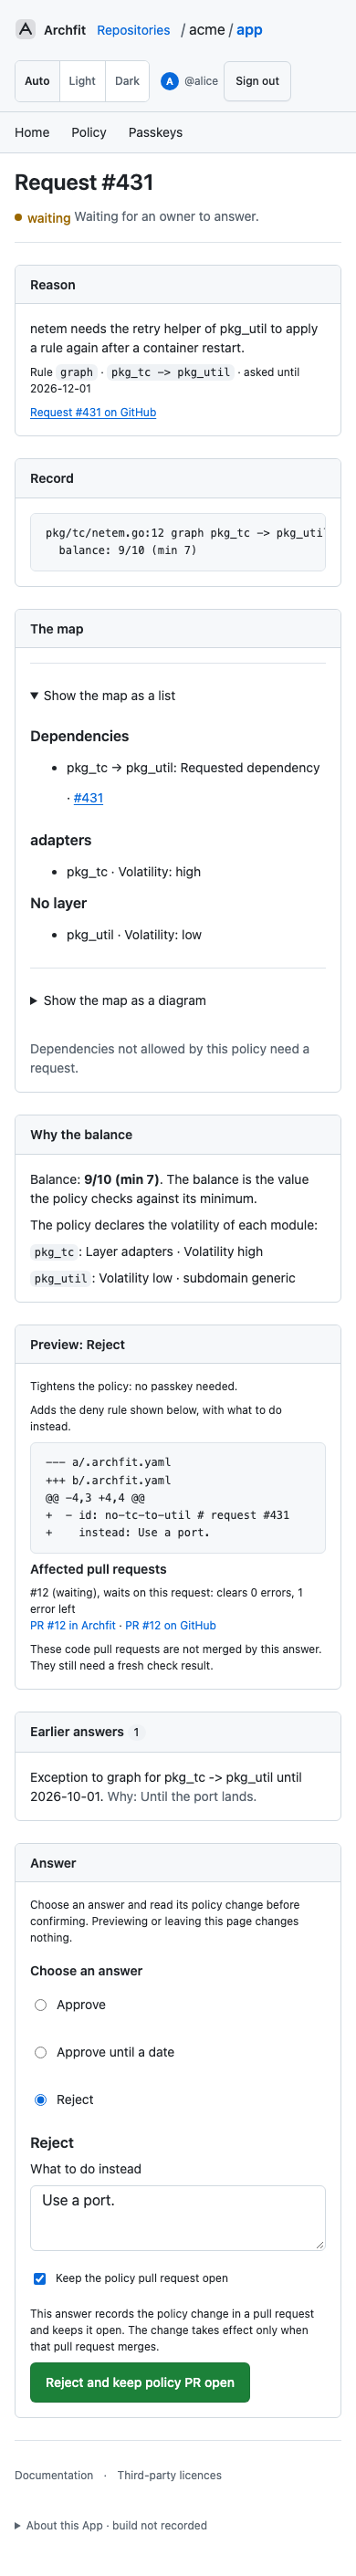 Archfit Repositories / acme / app
Auto Light Dark A @alice Sign out
Home Policy Passkeys
Request #431
waiting Waiting for an owner to answer.
Reason
netem needs the retry helper of pkg_util to apply
a rule again after a container restart.
Rule graph · pkg_tc -> pkg_util · asked until
2026-12-01
Request #431 on GitHub
Record
pkg/tc/netem.go:12 graph pkg_tc -> pkg_util
balance: 9/10 (min 7)
The map
▼ Show the map as a list
Dependencies
• pkg_tc → pkg_util: Requested dependency
· #431
adapters
• pkg_tc · Volatility: high
No layer
• pkg_util · Volatility: low
▶ Show the map as a diagram
Dependencies not allowed by this policy need a
request.
Why the balance
Balance: 9/10 (min 7). The balance is the value
the policy checks against its minimum.
The policy declares the volatility of each module:
pkg_tc: Layer adapters · Volatility high
pkg_util: Volatility low · subdomain generic
Preview: Reject
Tightens the policy: no passkey needed.
Adds the deny rule shown below, with what to do
instead.
--- a/.archfit.yaml
+++ b/.archfit.yaml
@@ -4,3 +4,4 @@
+  - id: no-tc-to-util # request #431
+    instead: Use a port.
Affected pull requests
#12 (waiting), waits on this request: clears 0 errors, 1
error left
PR #12 in Archfit · PR #12 on GitHub
These code pull requests are not merged by this answer.
They still need a fresh check result.
Earlier answers 1
Exception to graph for pkg_tc -> pkg_util until
2026-10-01. Why: Until the port lands.
Answer
Choose an answer and read its policy change before
confirming. Previewing or leaving this page changes
nothing.
Choose an answer
Approve
Approve until a date
Reject
Reject
What to do instead
Use a port.
Keep the policy pull request open
This answer records the policy change in a pull request
and keeps it open. The change takes effect only when
that pull request merges.
Reject and keep policy PR open
Documentation · Third-party licences
▶ About this App · build not recorded